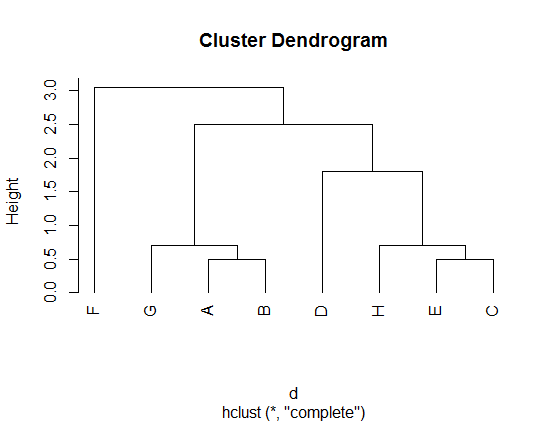 Cluster Dendrogram
Height
3.0
2.5
2.0
1.5
1.0
0.5
0.0
F G A B D H E C
d
hclust (*, "complete")